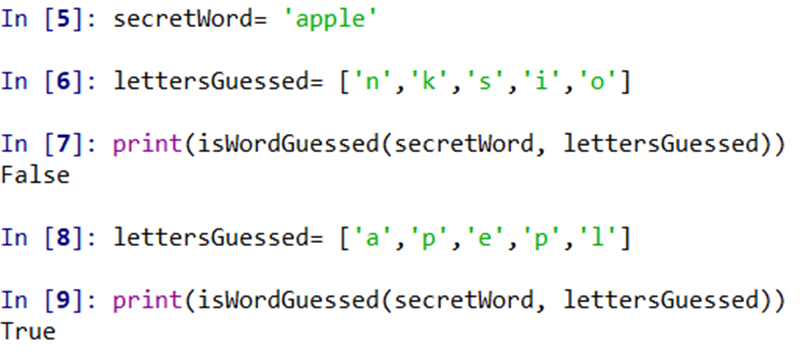 In [5]: secretWord= 'apple'
In [6]: lettersGuessed= ['n','k','s','i','o']
In [7]: print(isWordGuessed(secretWord, lettersGuessed))
False
In [8]: lettersGuessed= ['a','p','e','p','l']
In [9]: print(isWordGuessed(secretWord, lettersGuessed))
True